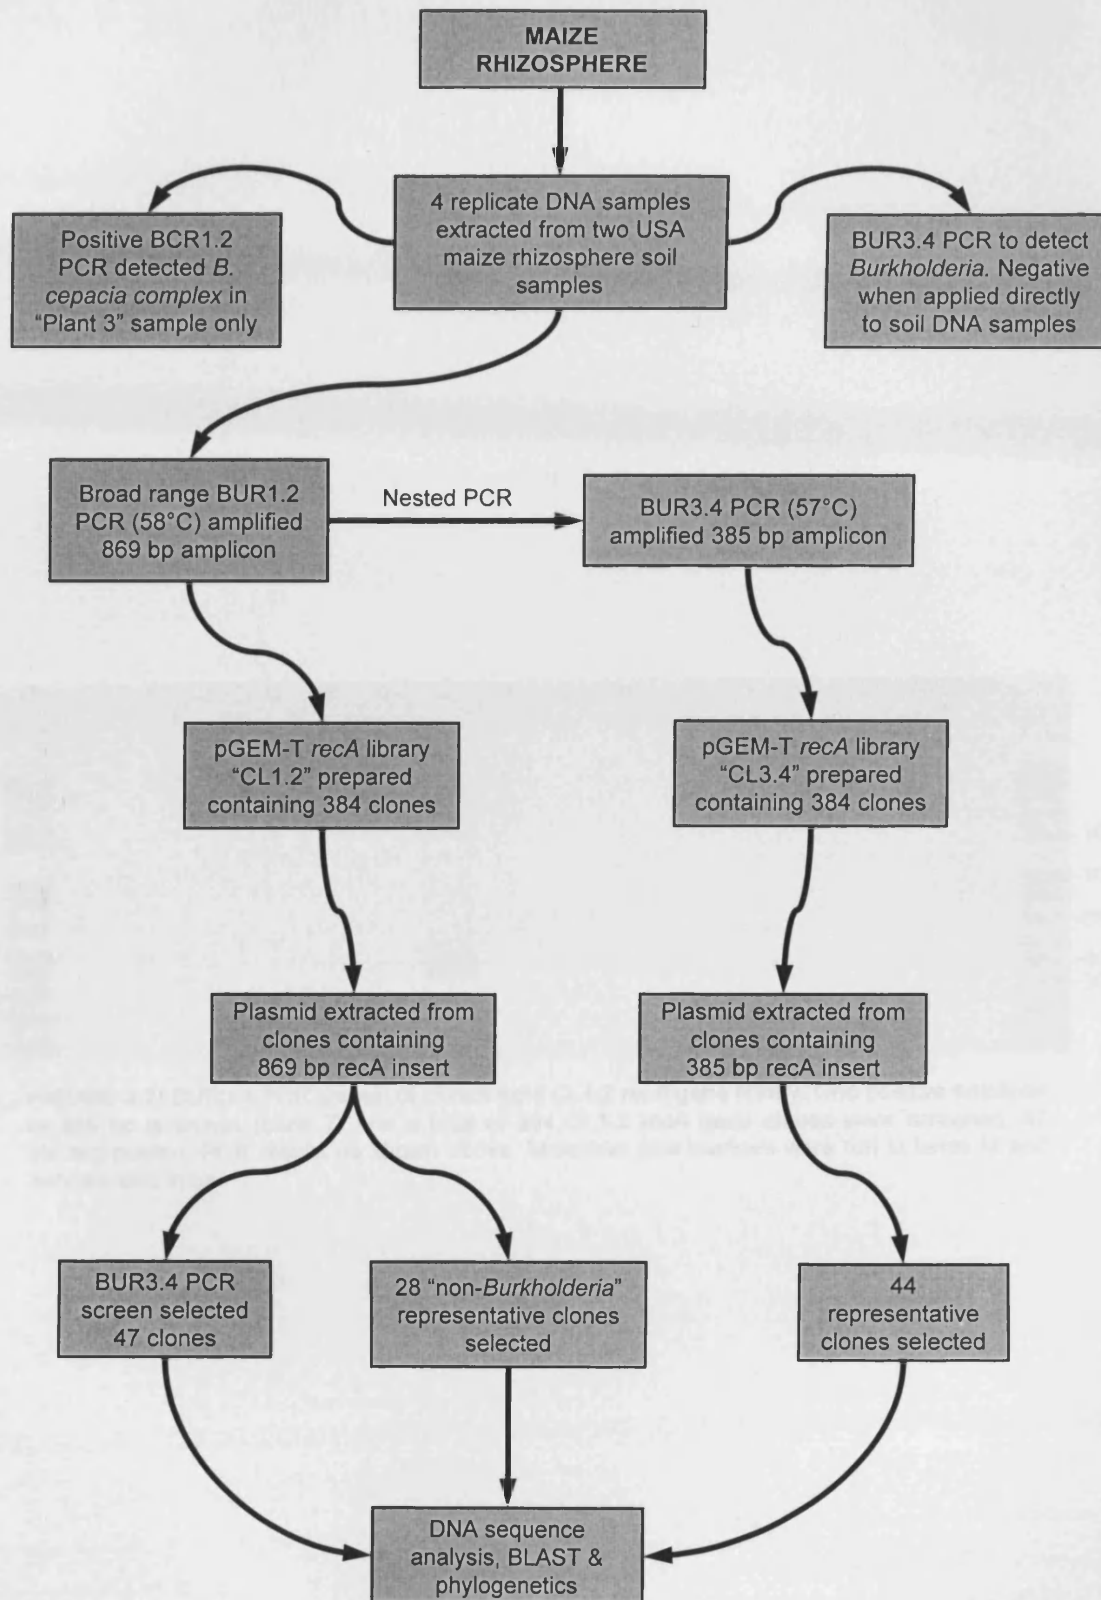 MAIZE
RHIZOSPHERE
4 replicate DNA samples
extracted from two USA
maize rhizosphere soil
samples
Positive BCR1.2
PCR detected B.
cepacia complex in
"Plant 3" sample only
BUR3.4 PCR to detect
Burkholderia. Negative
when applied directly
to soil DNA samples
Broad range BUR1.2
PCR (58°C) amplified
869 bp amplicon
Nested PCR
BUR3.4 PCR (57°C)
amplified 385 bp amplicon
pGEM-T recA library
"CL1.2" prepared
containing 384 clones
pGEM-T recA library
"CL3.4" prepared
containing 384 clones
Plasmid extracted from
clones containing
869 bp recA insert
Plasmid extracted from
clones containing
385 bp recA insert
BUR3.4 PCR
screen selected
47 clones
28 "non-Burkholderia"
representative clones
selected
44
representative
clones selected
DNA sequence
analysis, BLAST &
phylogenetics